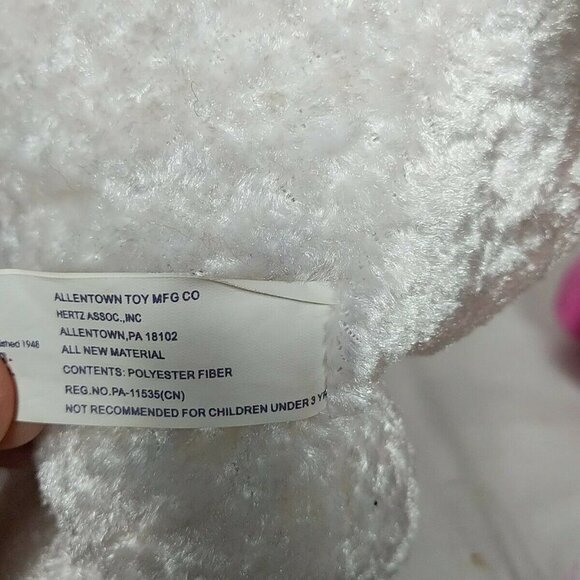 ALLENTOWN TOY MFG CO
HERTZ ASSOC.,INC
ALLENTOWN,PA 18102
ALL NEW MATERIAL
CONTENTS: POLYESTER FIBER
REG.NO.PA-11535(CN)
NOT RECOMMENDED FOR CHILDREN UNDER 3
1948